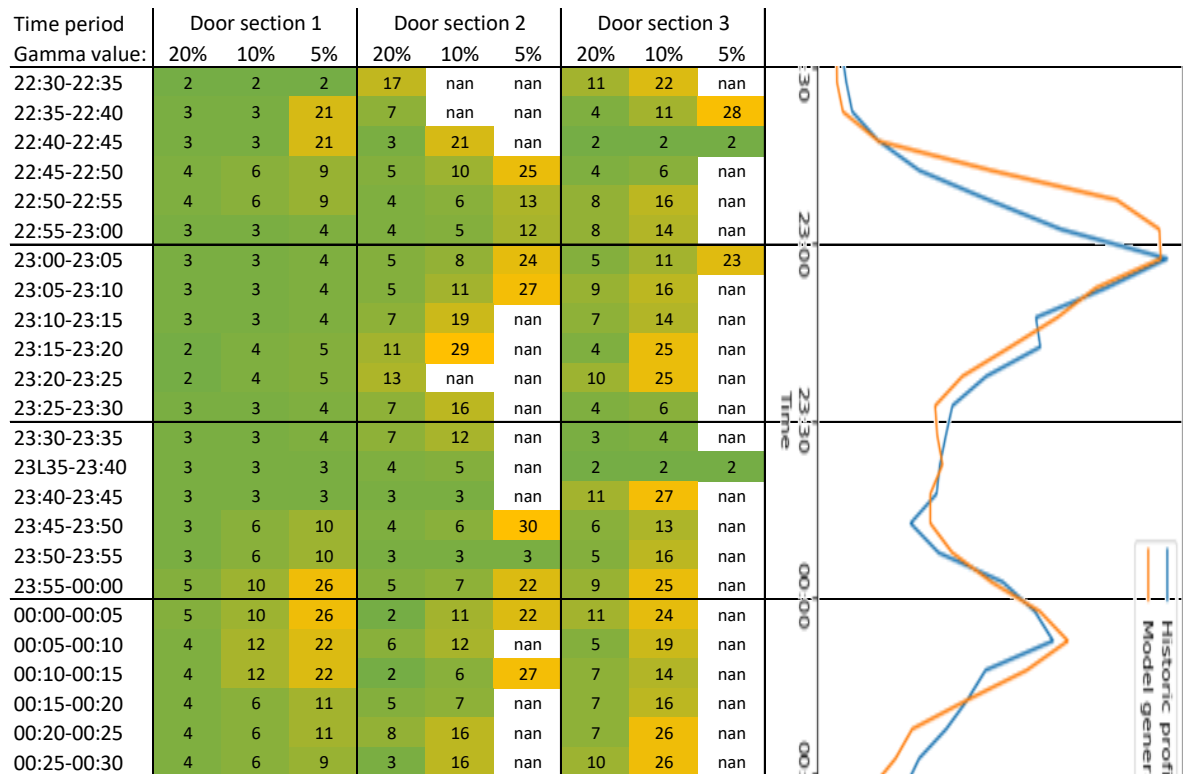 Time period Door section 1 Door section 2 Door section 3
Gamma value: 20% 10% 5% 20% 10% 5% 20% 10% 5%
22:30-22:35 2 2 2 17 nan nan 11 22 nan
22:35-22:40 3 3 21 7 nan nan 4 11 28
22:40-22:45 3 3 21 3 21 nan 2 2 2
22:45-22:50 4 6 9 5 10 25 4 6 nan
22:50-22:55 4 6 9 4 6 13 8 16 nan
22:55-23:00 3 3 4 4 5 12 8 14 nan
23:00-23:05 3 3 4 5 8 24 5 11 23
23:05-23:10 3 3 4 5 11 27 9 16 nan
23:10-23:15 3 3 4 7 19 nan 7 14 nan
23:15-23:20 2 4 5 11 29 nan 4 25 nan
23:20-23:25 2 4 5 13 nan nan 10 25 nan
23:25-23:30 3 3 4 7 16 nan 4 6 nan
23:30-23:35 3 3 4 7 12 nan 3 4 nan
23L35-23:40 3 3 3 4 5 nan 2 2 2
23:40-23:45 3 3 3 3 3 nan 11 27 nan
23:45-23:50 3 6 10 4 6 30 6 13 nan
23:50-23:55 3 6 10 3 3 3 5 16 nan
23:55-00:00 5 10 26 5 7 22 9 25 nan
00:00-00:05 5 10 26 2 11 22 11 24 nan
00:05-00:10 4 12 22 6 12 nan 5 19 nan
00:10-00:15 4 12 22 2 6 27 7 14 nan
00:15-00:20 4 6 11 5 7 nan 7 16 nan
00:20-00:25 4 6 11 8 16 nan 7 26 nan
00:25-00:30 4 6 9 3 16 nan 10 26 nan
:30
23:00
23:30
00:00
00:
Time
Historic profi
Model gener